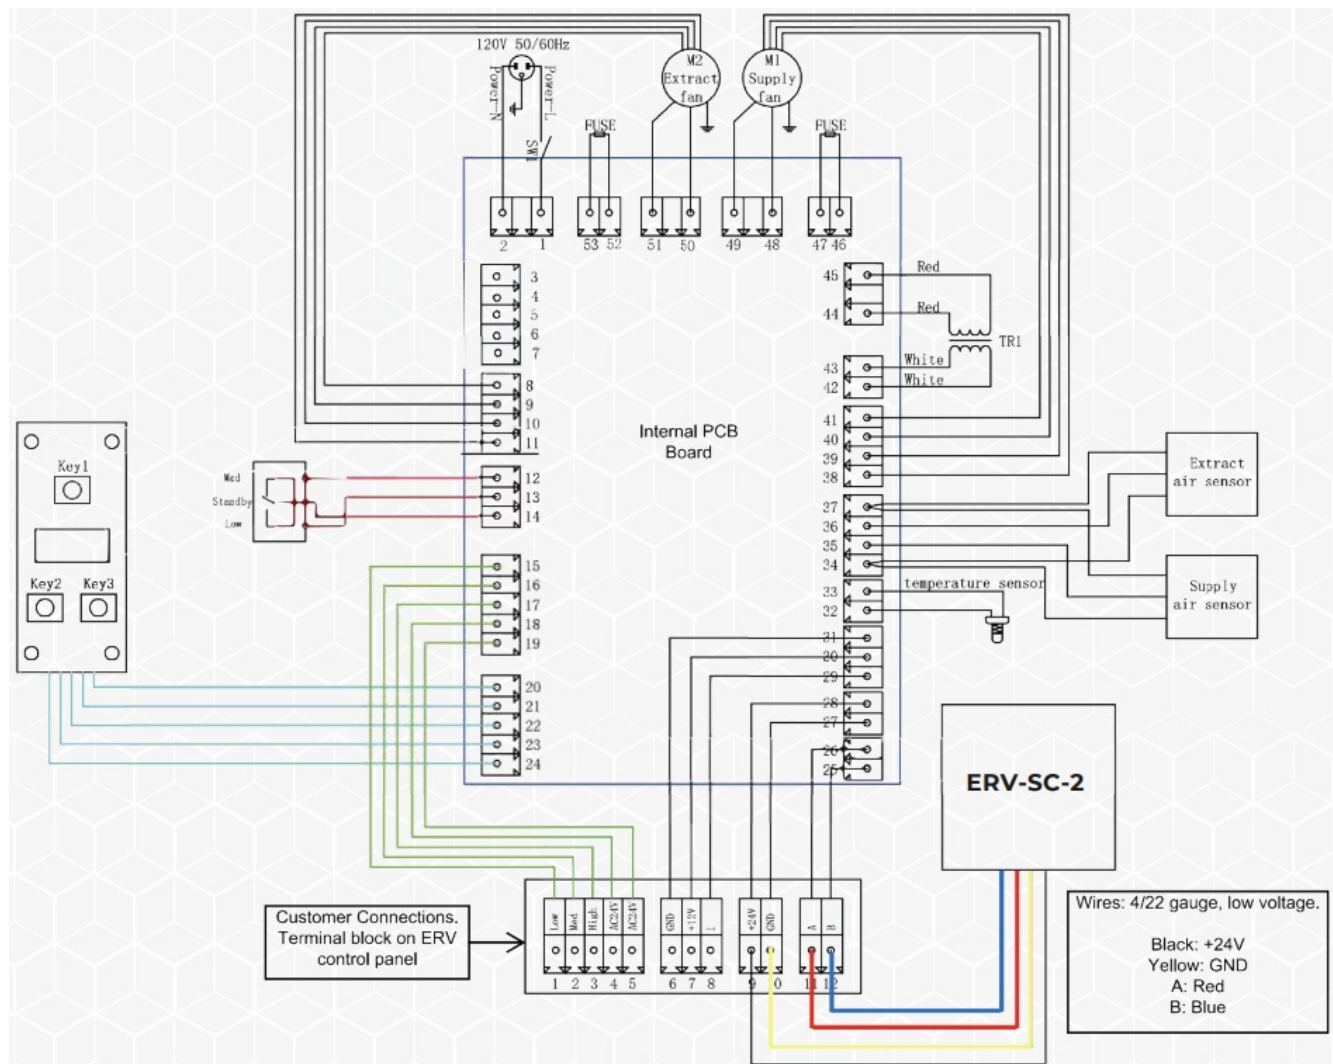 120V 50/60Hz
Power-N
Power-L
SW1
FUSE
M2
Extract
fan
M1
Supply
fan
FUSE
2
1
53
52
51
50
49
48
47
46
3
4
5
6
7
8
9
10
11
12
13
14
15
16
17
18
19
20
21
22
23
24
45
44
43
42
41
40
39
38
37
36
35
34
33
32
31
30
29
28
27
26
25
Red
Red
TR1
White
White
Internal PCB
Board
Key1
Key2
Key3
Med
Standby
Low
Extract
air sensor
Supply
air sensor
temperature sensor
ERV-SC-2
Customer Connections.
Terminal block on ERV
control panel
Low
Med
High
AC24V
AC24V
GND
+12V
I
+24V
GND
A
B
1
2
3
4
5
6
7
8
9
0
11
12
Wires: 4/22 gauge, low voltage.
Black: +24V
Yellow: GND
A: Red
B: Blue